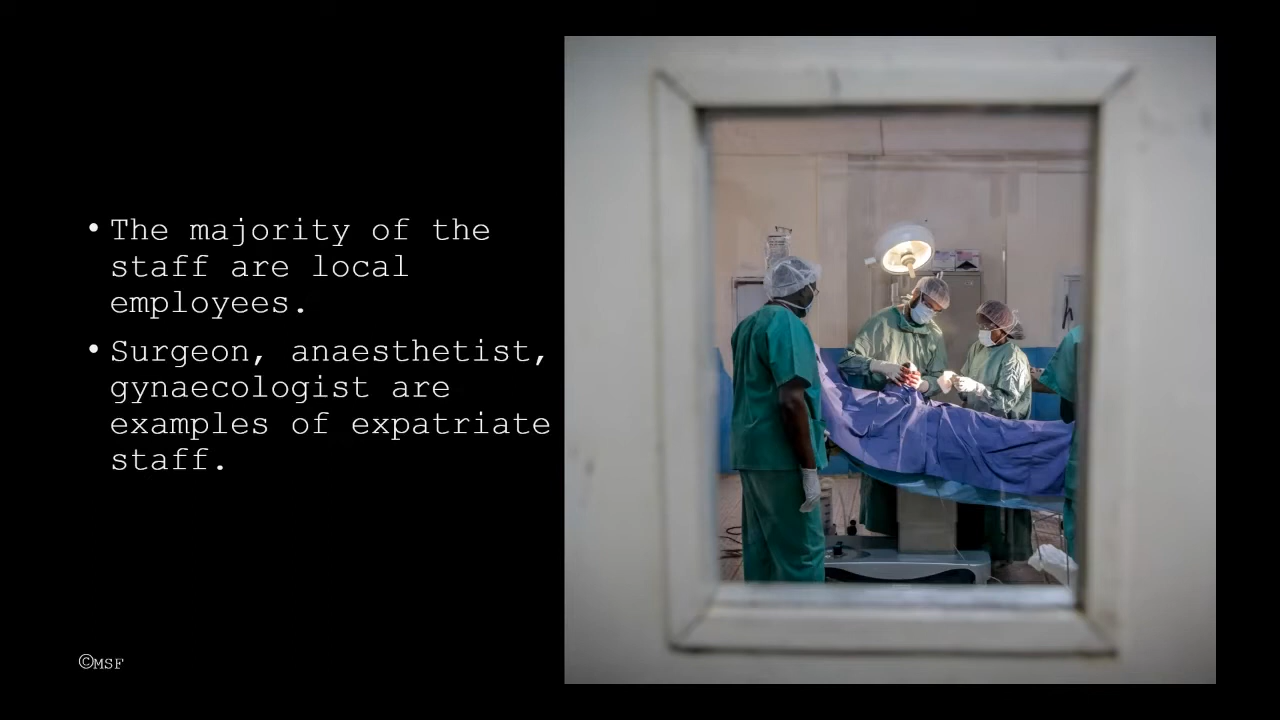 • The majority of the
staff are local
employees.
• Surgeon, anaesthetist,
gynaecologist are
examples of expatriate
staff.
©MSF